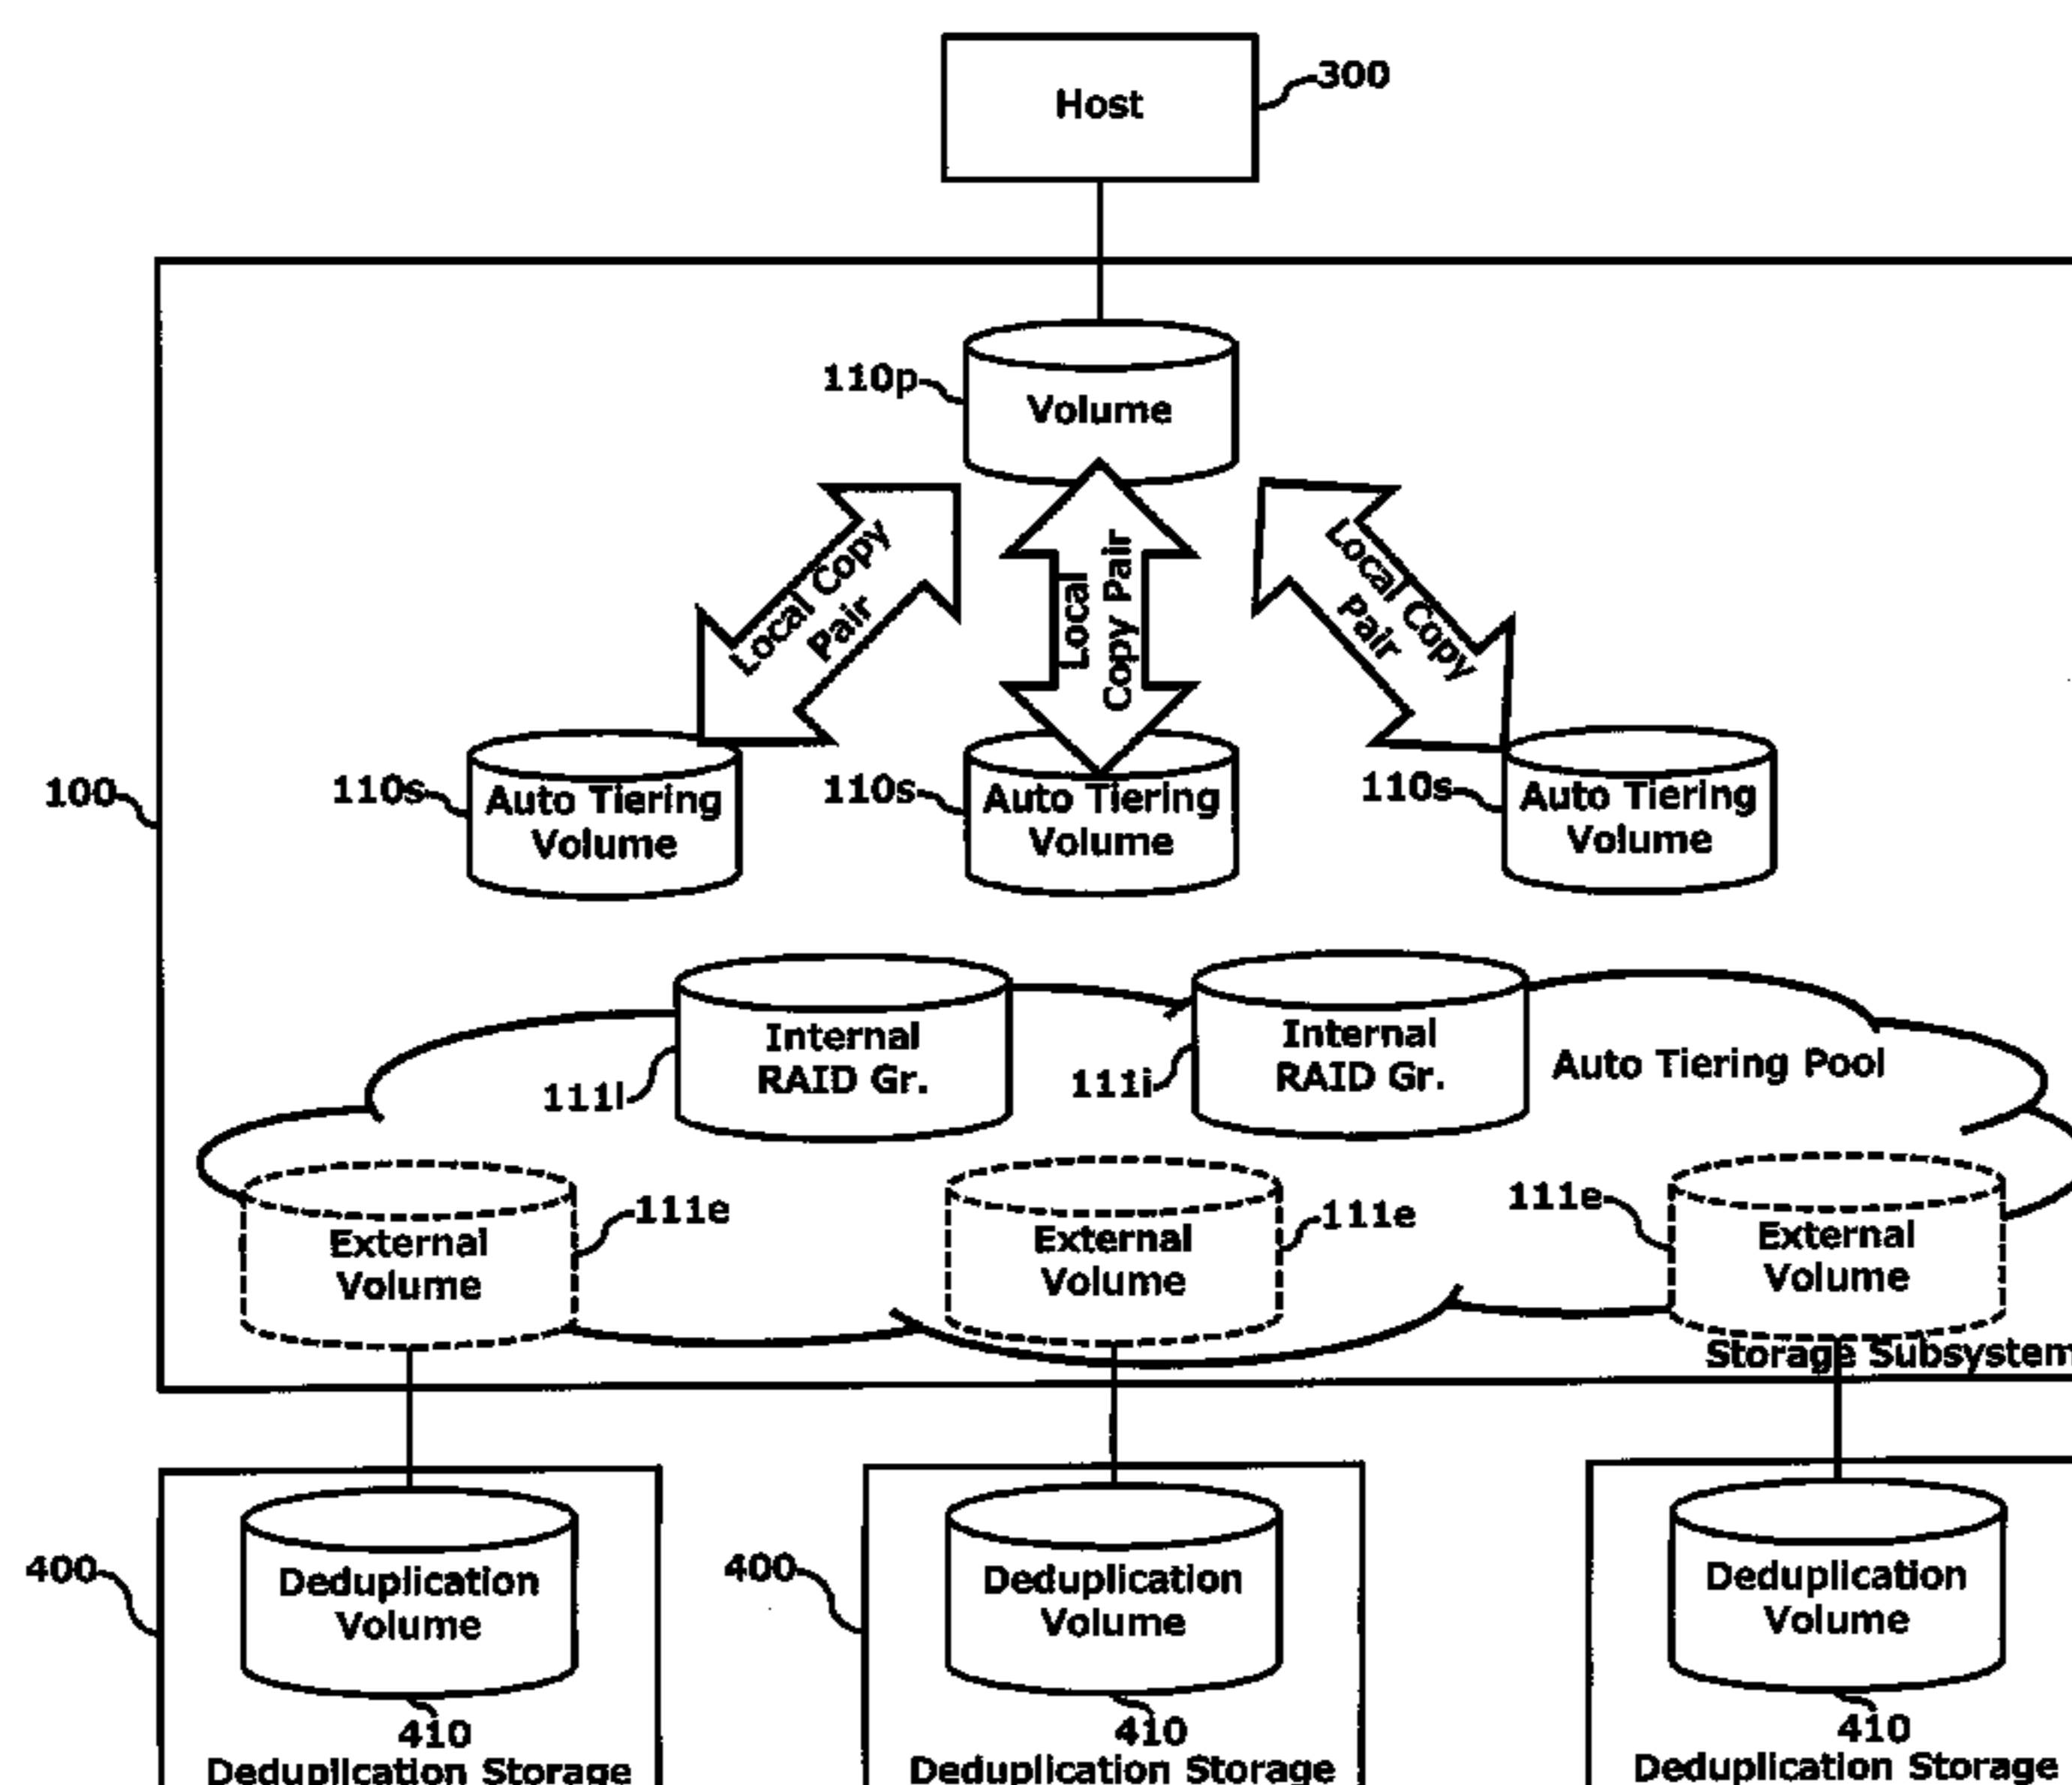 Host
300
110p
Volume
Local Copy
Pair
Local
Copy Pair
Local Copy
Pair
100
110s
Auto Tiering
Volume
110s
Auto Tiering
Volume
110s
Auto Tiering
Volume
Internal
RAID Gr.
111i
Internal
RAID Gr.
111i
Auto Tiering Pool
External
Volume
111e
External
Volume
111e
111e
External
Volume
Storage Subsystem
400
Deduplication
Volume
410
Deduplication Storage
400
Deduplication
Volume
410
Deduplication Storage
Deduplication
Volume
410
Deduplication Storage